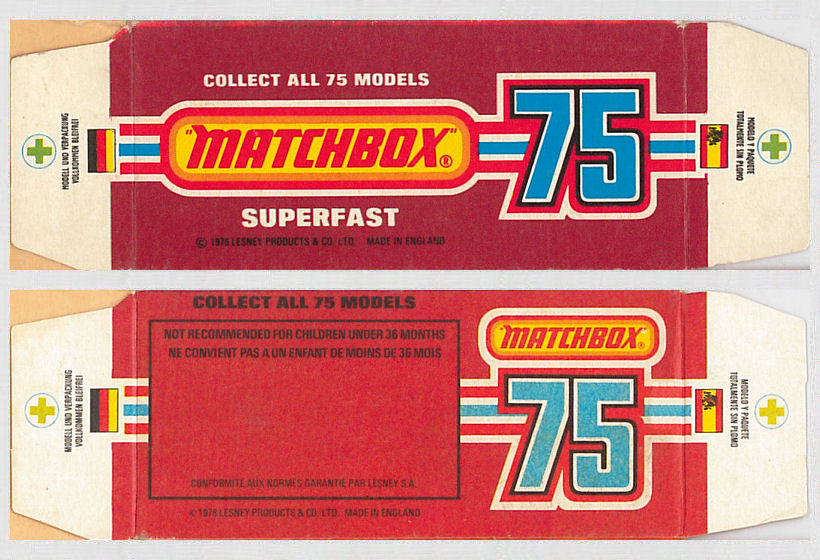 COLLECT ALL 75 MODELS
"MATCHBOX"®
75
SUPERFAST
© 1976 LESNEY PRODUCTS & CO. LTD. MADE IN ENGLAND
MODELL UND VERPACKUNG
VOLLKOMMEN BLEIFREI
MODELO Y PAQUETE
TOTALMENTE SIN PLOMO
COLLECT ALL 75 MODELS
NOT RECOMMENDED FOR CHILDREN UNDER 36 MONTHS
NE CONVIENT PAS A UN ENFANT DE MOINS DE 36 MOIS
CONFORMITÉ AUX NORMES GARANTIE PAR LESNEY S.A.
© 1978 LESNEY PRODUCTS & CO. LTD. MADE IN ENGLAND
"MATCHBOX"®
75
MODELL UND VERPACKUNG
VOLLKOMMEN BLEIFREI
MODELO Y PAQUETE
TOTALMENTE SIN PLOMO